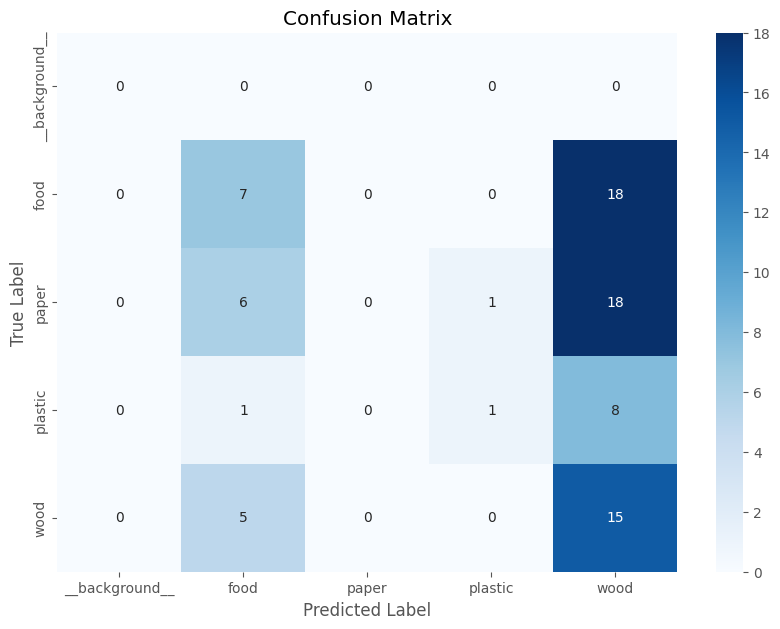 Confusion Matrix
True Label
__background__ 0 0 0 0 0
food 0 7 0 0 18
paper 0 6 0 1 18
plastic 0 1 0 1 8
wood 0 5 0 0 15
__background__ food paper plastic wood
Predicted Label
18
16
14
12
10
8
6
4
2
0